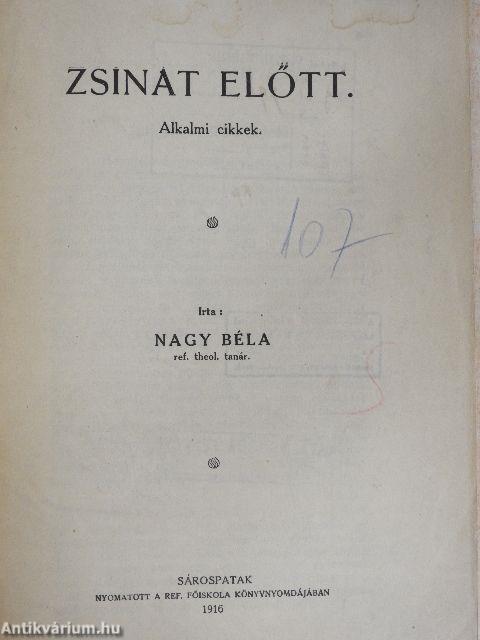 ZSINAT ELŐTT.
Alkalmi cikkek.
107
Irta:
NAGY BÉLA
ref. theol. tanár.
SÁROSPATAK
NYOMATOTT A REF. FŐISKOLA KÖNYVNYOMDÁJÁBAN
1916
Antikvárium.hu